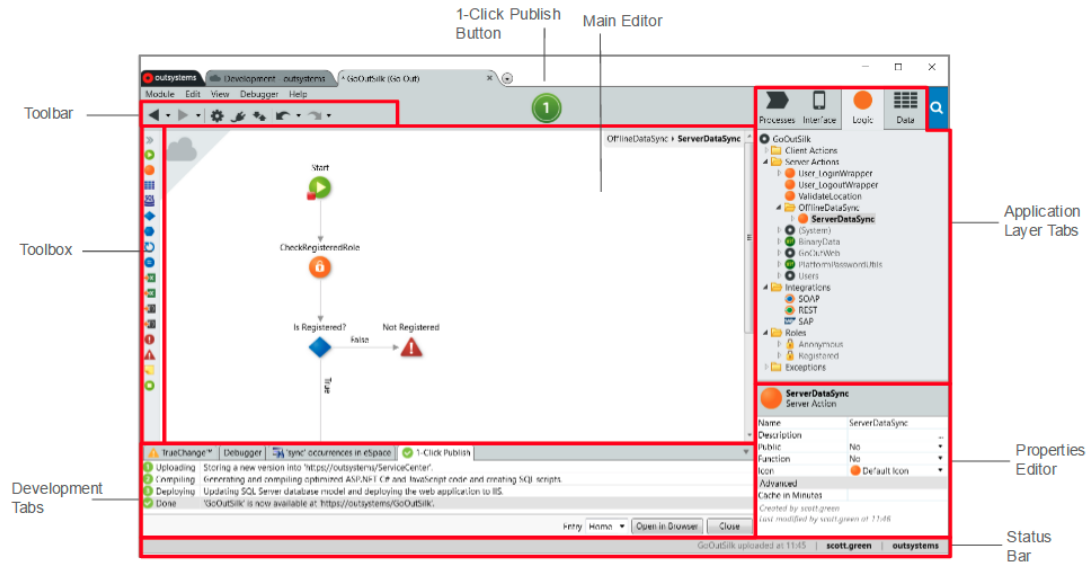 1-Click Publish
Button
Main Editor
Toolbar
Toolbox
Development
Tabs
Application
Layer Tabs
Properties
Editor
Status
Bar
outsystems
Development - outsystems
* GoOutSilk (Go Out)
Module Edit View Debugger Help
1
Processes Interface Logic Data
OfflineDataSync ▸ ServerDataSync
Start
CheckRegisteredRole
Is Registered?
Not Registered
False
True
GoOutSilk
Client Actions
Server Actions
User_LoginWrapper
User_LogoutWrapper
ValidateLocation
OfflineDataSync
ServerDataSync
(System)
BinaryData
GoOutWeb
PlatformPasswordUtils
Users
Integrations
SOAP
REST
SAP
Roles
Anonymous
Registered
Exceptions
ServerDataSync
Server Action
Name ServerDataSync
Description ...
Public No
Function No
Icon Default Icon
Advanced
Cache in Minutes
Created by scott.green
Last modified by scott.green at 11:46
TrueChange™ Debugger 'sync' occurrences in eSpace 1-Click Publish
1 Uploading Storing a new version into 'https://outsystems/ServiceCenter'.
2 Compiling Generating and compiling optimized ASP.NET C# and JavaScript code and creating SQL scripts.
3 Deploying Updating SQL Server database model and deploying the web application to IIS.
Done 'GoOutSilk' is now available at 'https://outsystems/GoOutSilk'.
Entry Home Open in Browser Close
GoOutSilk uploaded at 11:45 | scott.green | outsystems